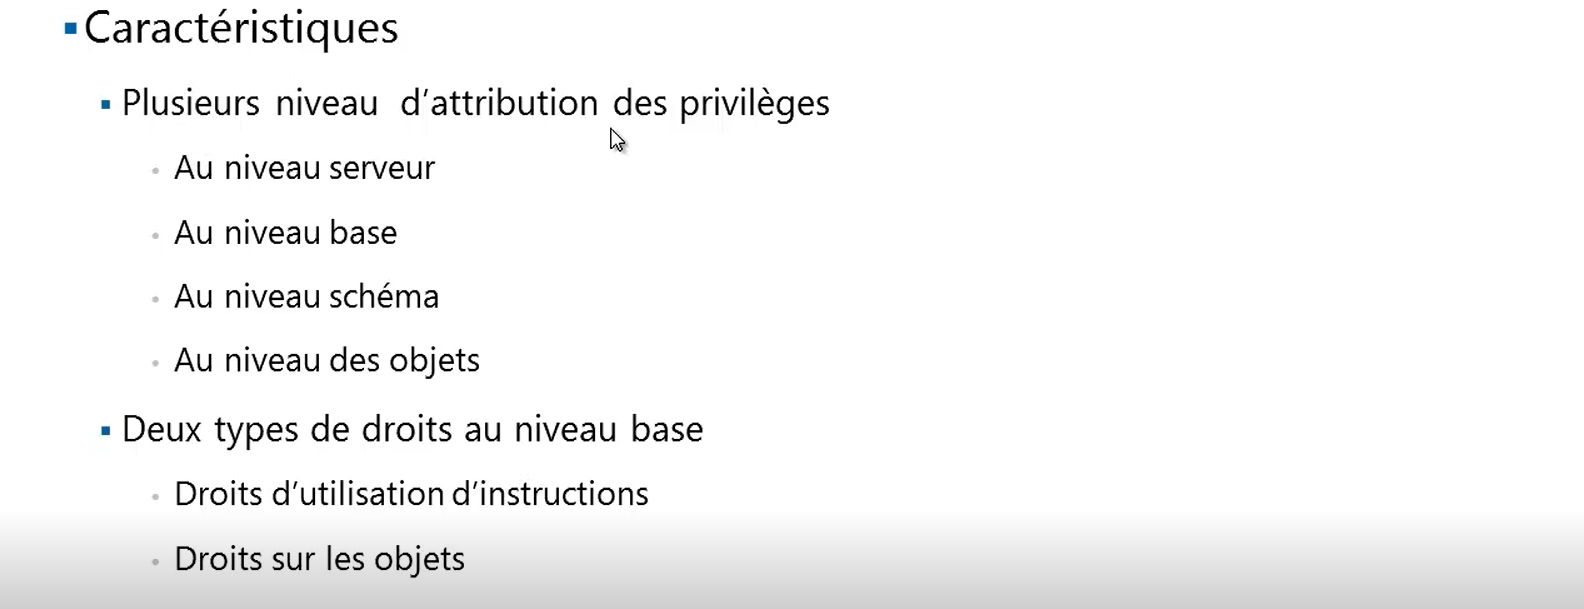 Caractéristiques
Plusieurs niveau d’attribution des privilèges
Au niveau serveur
Au niveau base
Au niveau schéma
Au niveau des objets
Deux types de droits au niveau base
Droits d’utilisation d’instructions
Droits sur les objets